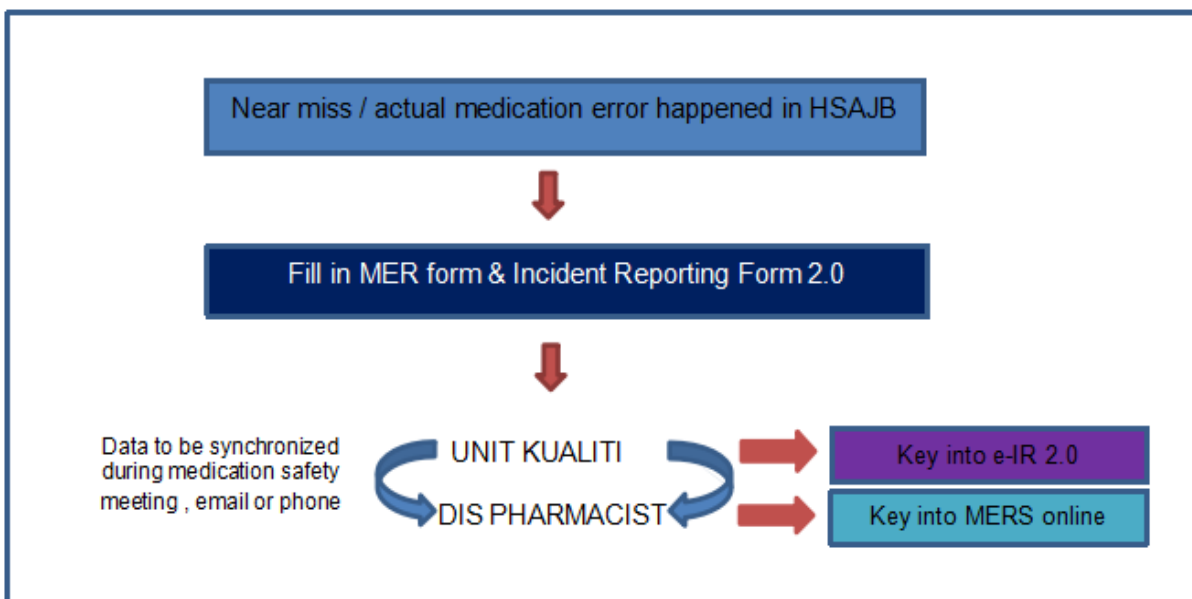 Near miss / actual medication error happened in HSAJB
Fill in MER form & Incident Reporting Form 2.0
Data to be synchronized
during medication safety
meeting , email or phone
UNIT KUALITI
DIS PHARMACIST
Key into e-IR 2.0
Key into MERS online